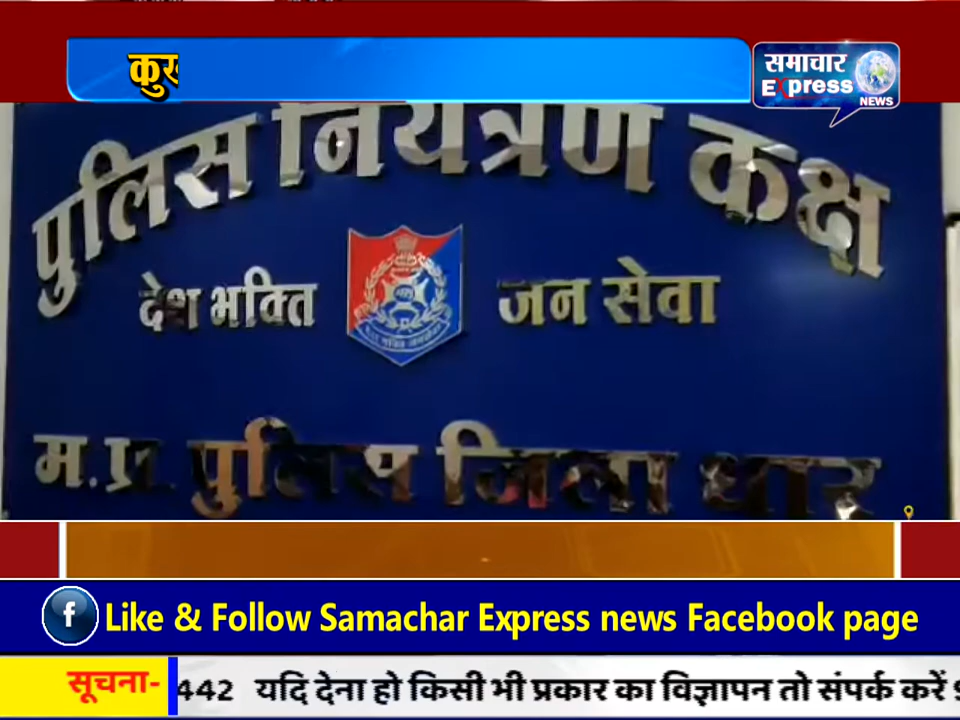 समाचार
Express
NEWS
पुलिस नियंत्रण कक्ष
देश भक्ति जन सेवा
म.प्र. पुलिस जिला धार
f Like & Follow Samachar Express news Facebook page
सूचना- 442 यदि देना हो किसी भी प्रकार का विज्ञापन तो संपर्क करें 9